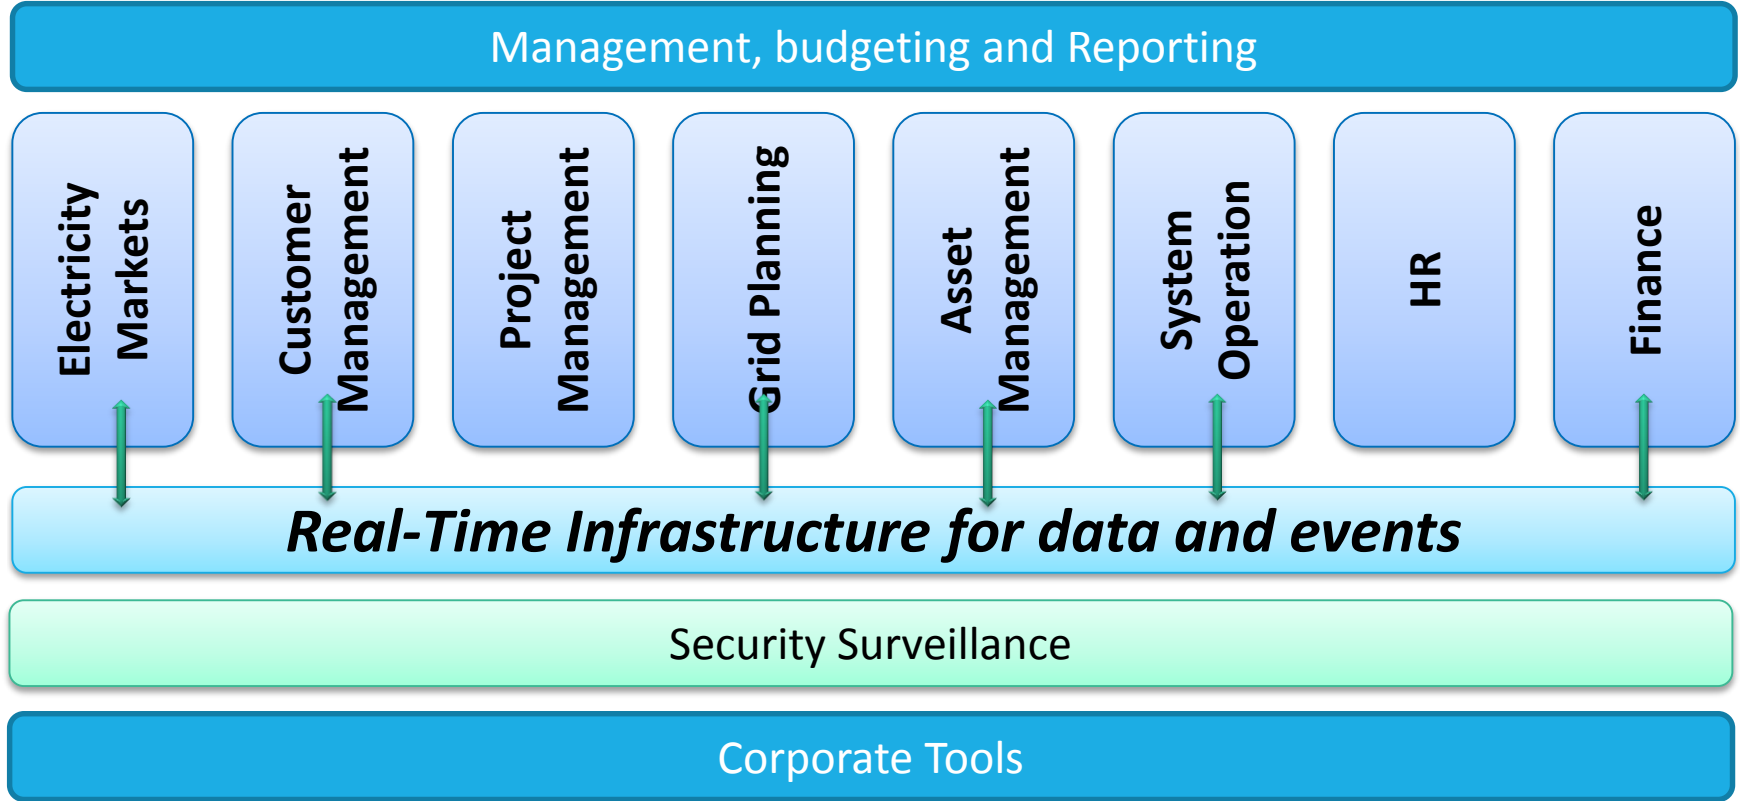 Management, budgeting and Reporting
Electricity
Markets
Customer
Management
Project
Management
Grid Planning
Asset
Management
System
Operation
HR
Finance
Real-Time Infrastructure for data and events
Security Surveillance
Corporate Tools